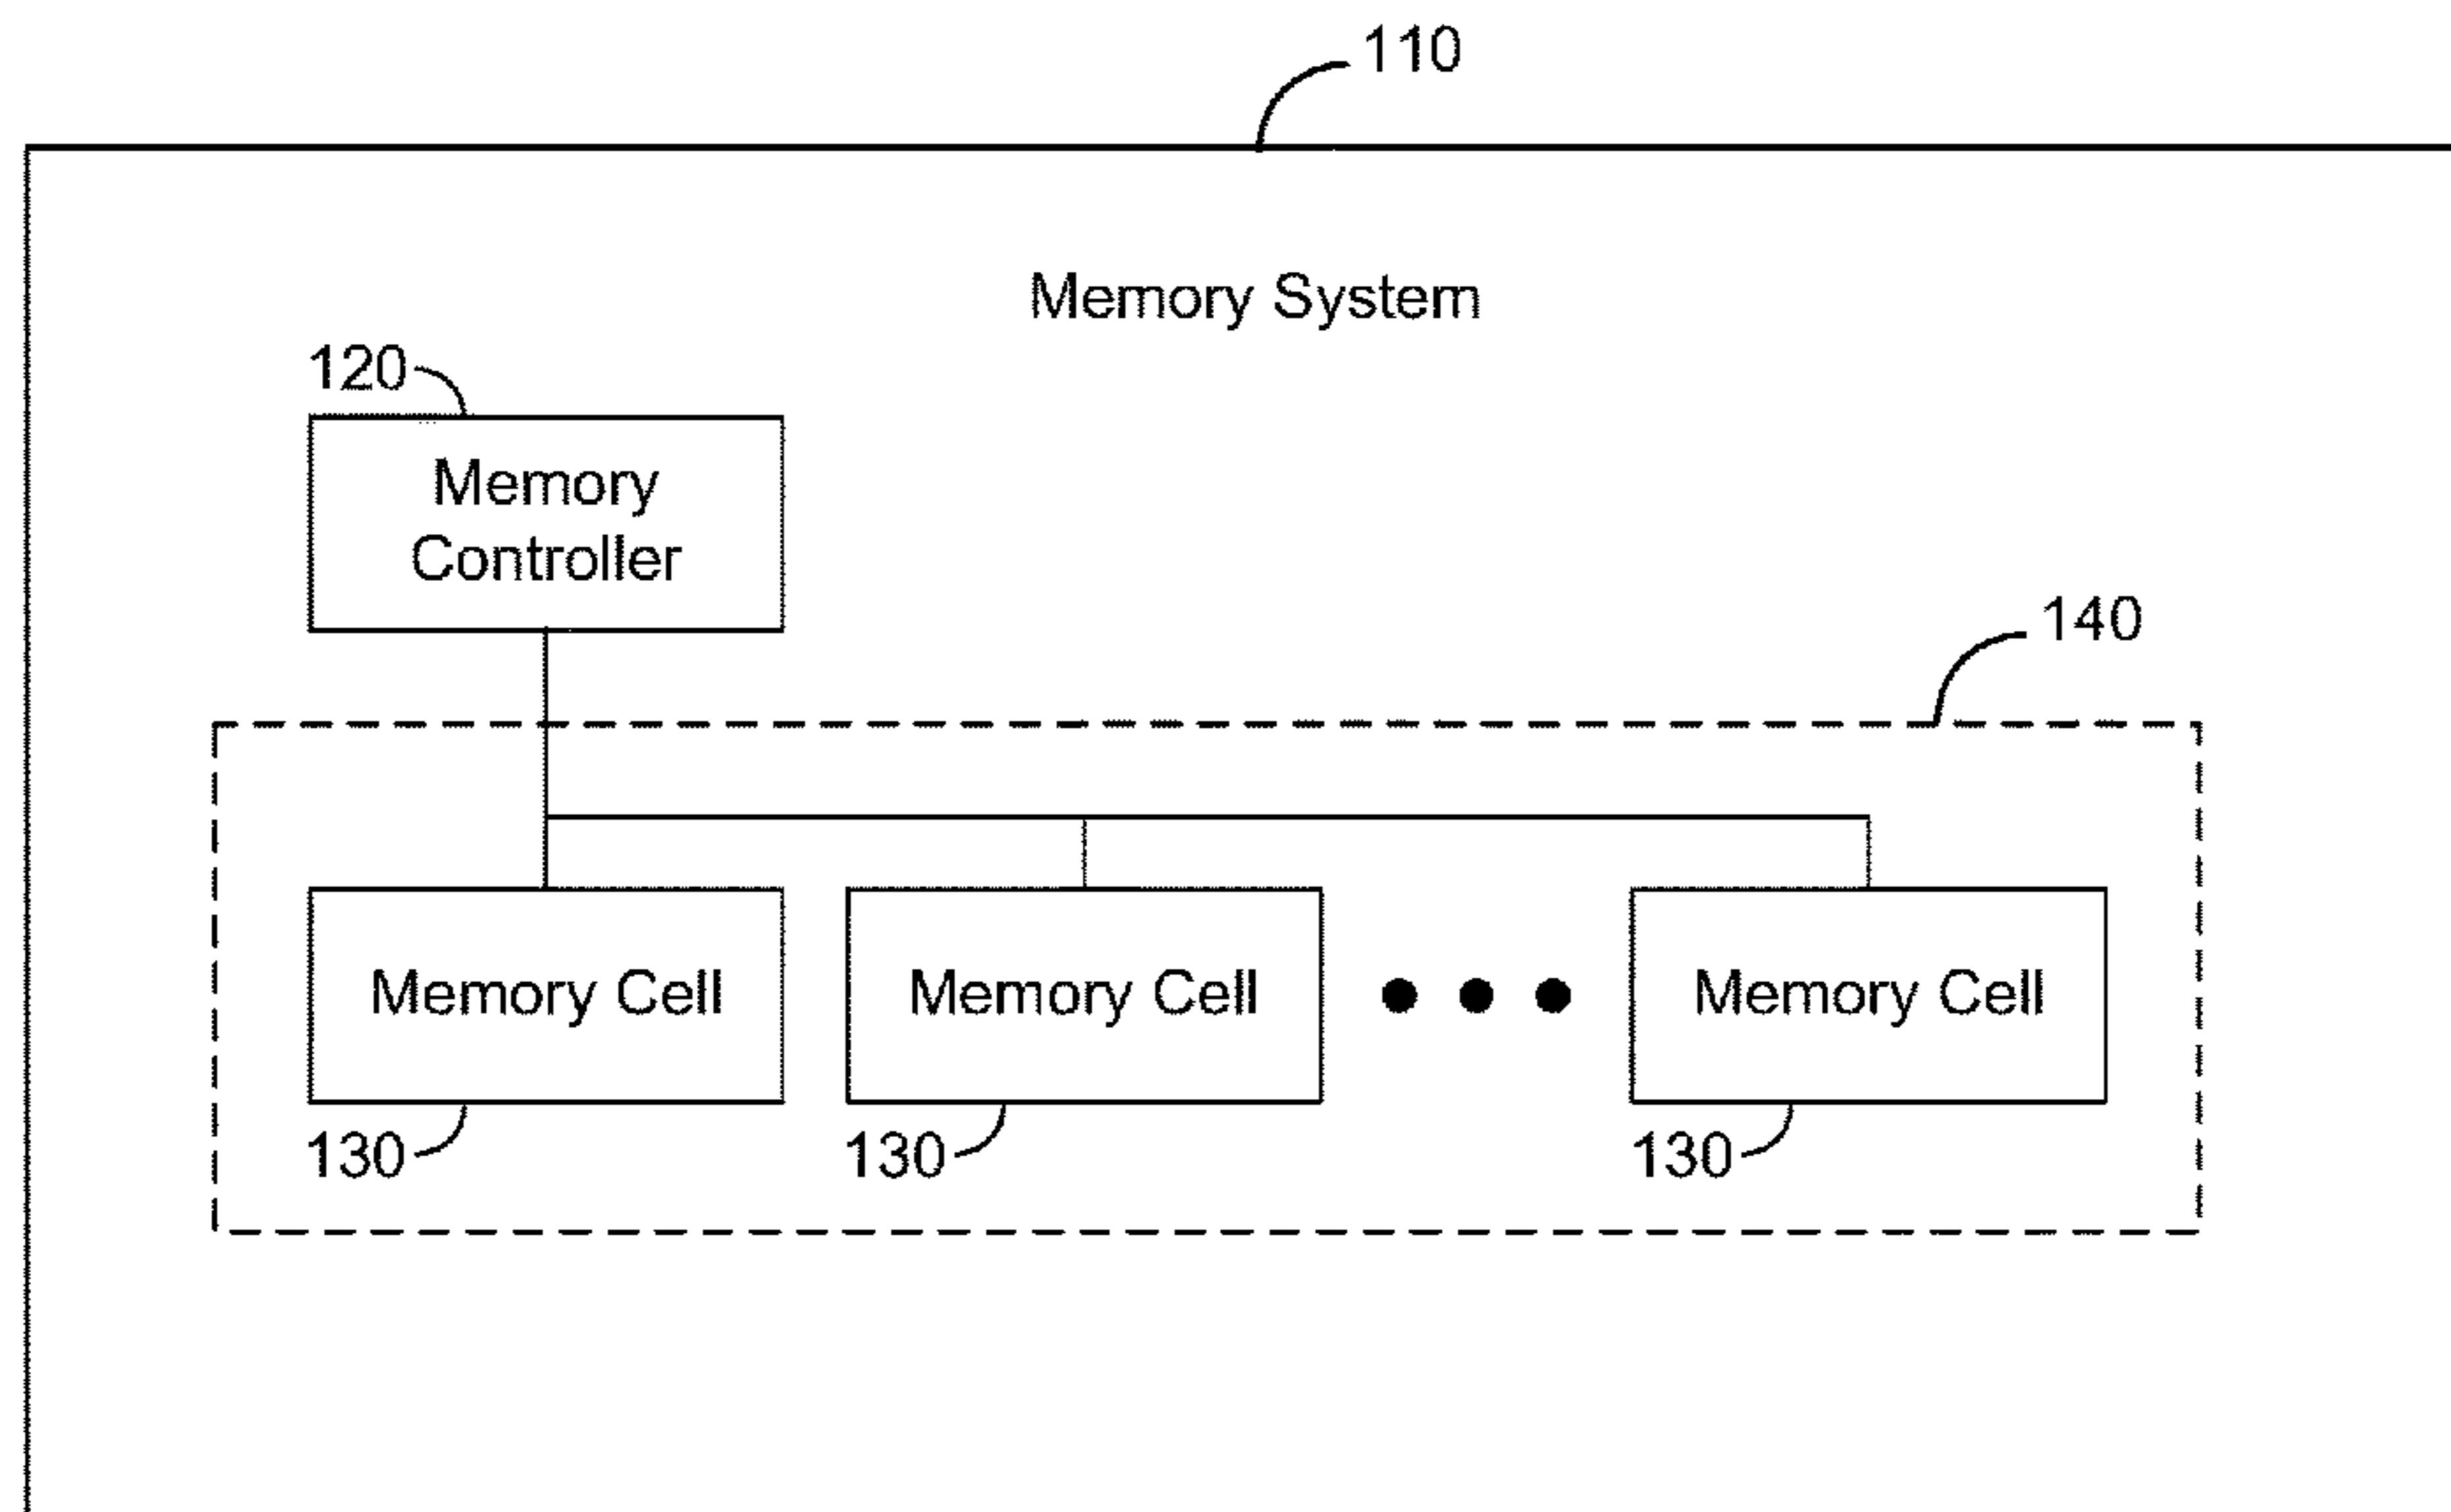 110
Memory System
120
Memory
Controller
140
Memory Cell
Memory Cell
Memory Cell
130
130
130